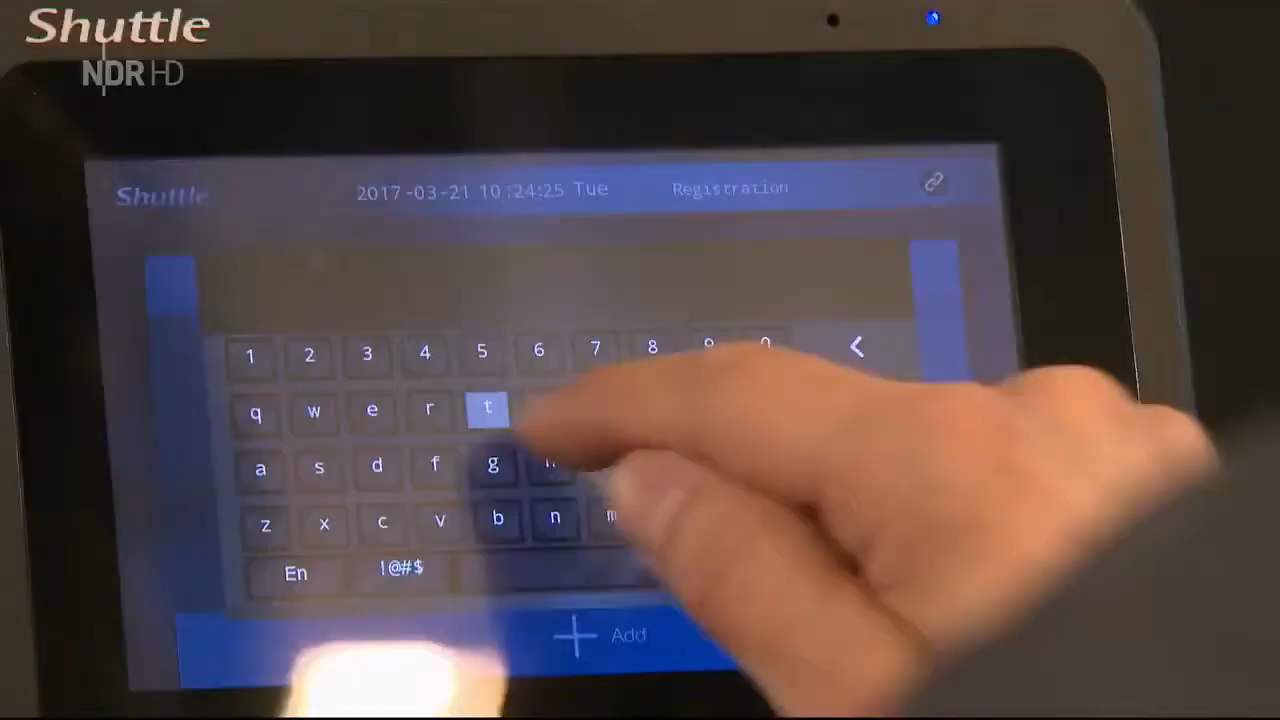 Shuttle
NDR HD
Shuttle 2017-03-21 10:24:25 Tue Registration
1 2 3 4 5 6 7 8 9 0 <
q w e r t
a s d f g h
z x c v b n m
En !@#$
Add